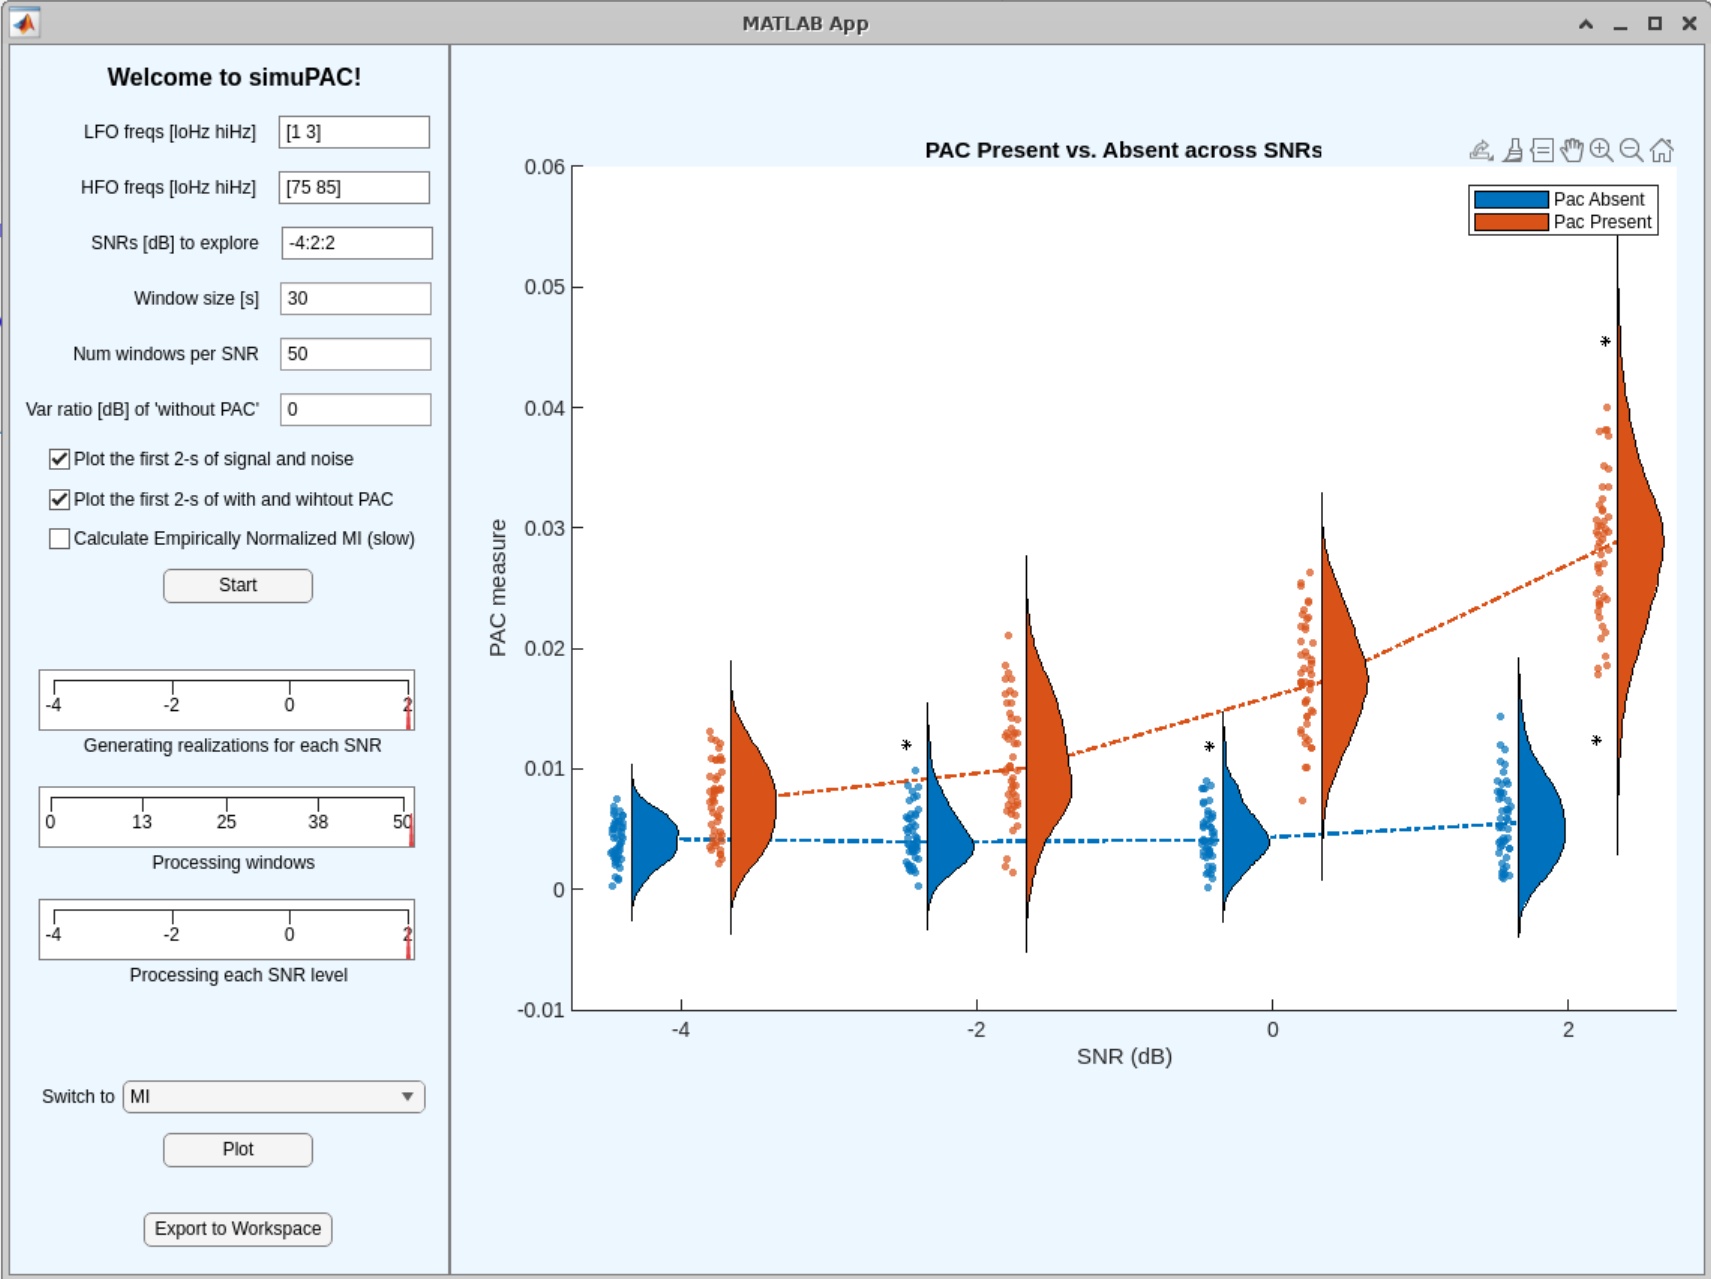 MATLAB App
Welcome to simuPAC!
LFO freqs [loHz hiHz] [1 3]
HFO freqs [loHz hiHz] [75 85]
SNRs [dB] to explore -4:2:2
Window size [s] 30
Num windows per SNR 50
Var ratio [dB] of 'without PAC' 0
Plot the first 2-s of signal and noise
Plot the first 2-s of with and wihtout PAC
Calculate Empirically Normalized MI (slow)
Start
-4 -2 0 2
Generating realizations for each SNR
0 13 25 38 50
Processing windows
-4 -2 0 2
Processing each SNR level
Switch to MI
Plot
Export to Workspace
PAC Present vs. Absent across SNRs
Pac Absent
Pac Present
PAC measure
0.06
0.05
0.04
0.03
0.02
0.01
0
-0.01
-4 -2 0 2
SNR (dB)